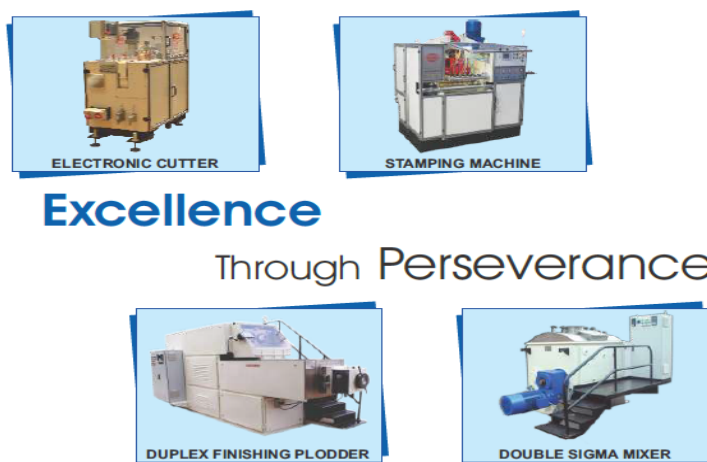 ELECTRONIC CUTTER
STAMPING MACHINE
Excellence
Through Perseverance
DUPLEX FINISHING PLODDER
DOUBLE SIGMA MIXER